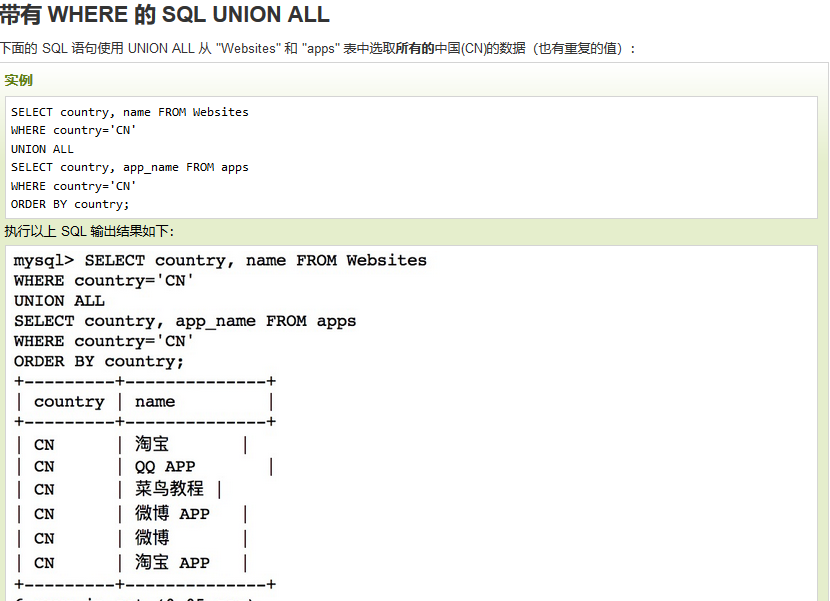 带有 WHERE 的 SQL UNION ALL
下面的 SQL 语句使用 UNION ALL 从 "Websites" 和 "apps" 表中选取所有的中国(CN)的数据（也有重复的值）：
实例
SELECT country, name FROM Websites
WHERE country='CN'
UNION ALL
SELECT country, app_name FROM apps
WHERE country='CN'
ORDER BY country;
执行以上 SQL 输出结果如下：
mysql> SELECT country, name FROM Websites
WHERE country='CN'
UNION ALL
SELECT country, app_name FROM apps
WHERE country='CN'
ORDER BY country;
+---------+--------------+
| country | name         |
+---------+--------------+
| CN      | 淘宝       |
| CN      | QQ APP       |
| CN      | 菜鸟教程 |
| CN      | 微博 APP   |
| CN      | 微博       |
| CN      | 淘宝 APP   |
+---------+--------------+